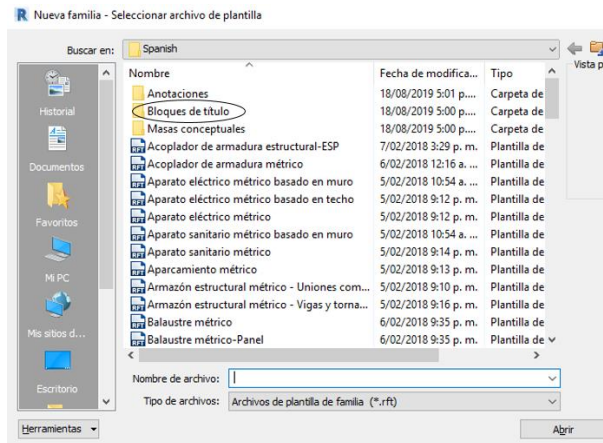 Nueva familia - Seleccionar archivo de plantilla
Buscar en: Spanish
Vista p
Nombre Fecha de modifica... Tipo
Anotaciones 18/08/2019 5:01 p.... Carpeta de
Bloques de título 18/08/2019 5:00 p.... Carpeta de
Masas conceptuales 18/08/2019 5:00 p.... Carpeta de
Acoplador de armadura estructural-ESP 7/02/2018 3:29 p. m. Plantilla de
Acoplador de armadura métrico 6/02/2018 12:16 a. ... Plantilla de
Aparato eléctrico métrico basado en muro 5/02/2018 10:54 a. ... Plantilla de
Aparato eléctrico métrico basado en techo 5/02/2018 9:12 p. m. Plantilla de
Aparato eléctrico métrico 5/02/2018 9:12 p. m. Plantilla de
Aparato sanitario métrico basado en muro 5/02/2018 10:54 a. ... Plantilla de
Aparato sanitario métrico 5/02/2018 9:14 p. m. Plantilla de
Aparcamiento métrico 5/02/2018 9:13 p. m. Plantilla de
Armazón estructural métrico - Uniones com... 5/02/2018 9:10 p. m. Plantilla de
Armazón estructural métrico - Vigas y torna... 5/02/2018 9:16 p. m. Plantilla de
Balaustre métrico 6/02/2018 9:35 p. m. Plantilla de
Balaustre métrico-Panel 6/02/2018 9:35 p. m. Plantilla de
Historial
Documentos
Favoritos
Mi PC
Mis sitios d...
Escritorio
Nombre de archivo:
Tipo de archivos: Archivos de plantilla de familia (*.rft)
Herramientas
Abrir